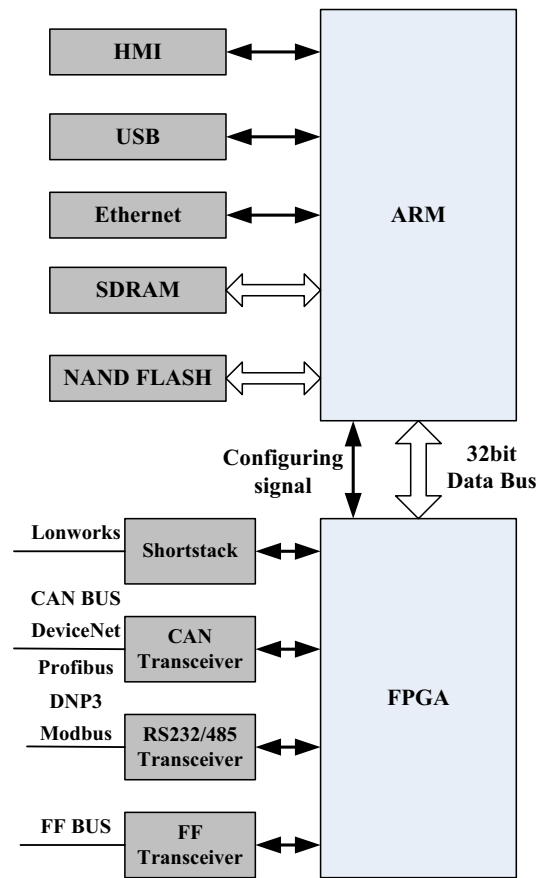 HMI
USB
Ethernet
ARM
SDRAM
NAND FLASH
Configuring
signal
32bit
Data Bus
Lonworks
Shortstack
CAN BUS
DeviceNet
CAN
Transceiver
Profibus
FPGA
DNP3
Modbus
RS232/485
Transceiver
FF BUS
FF
Transceiver